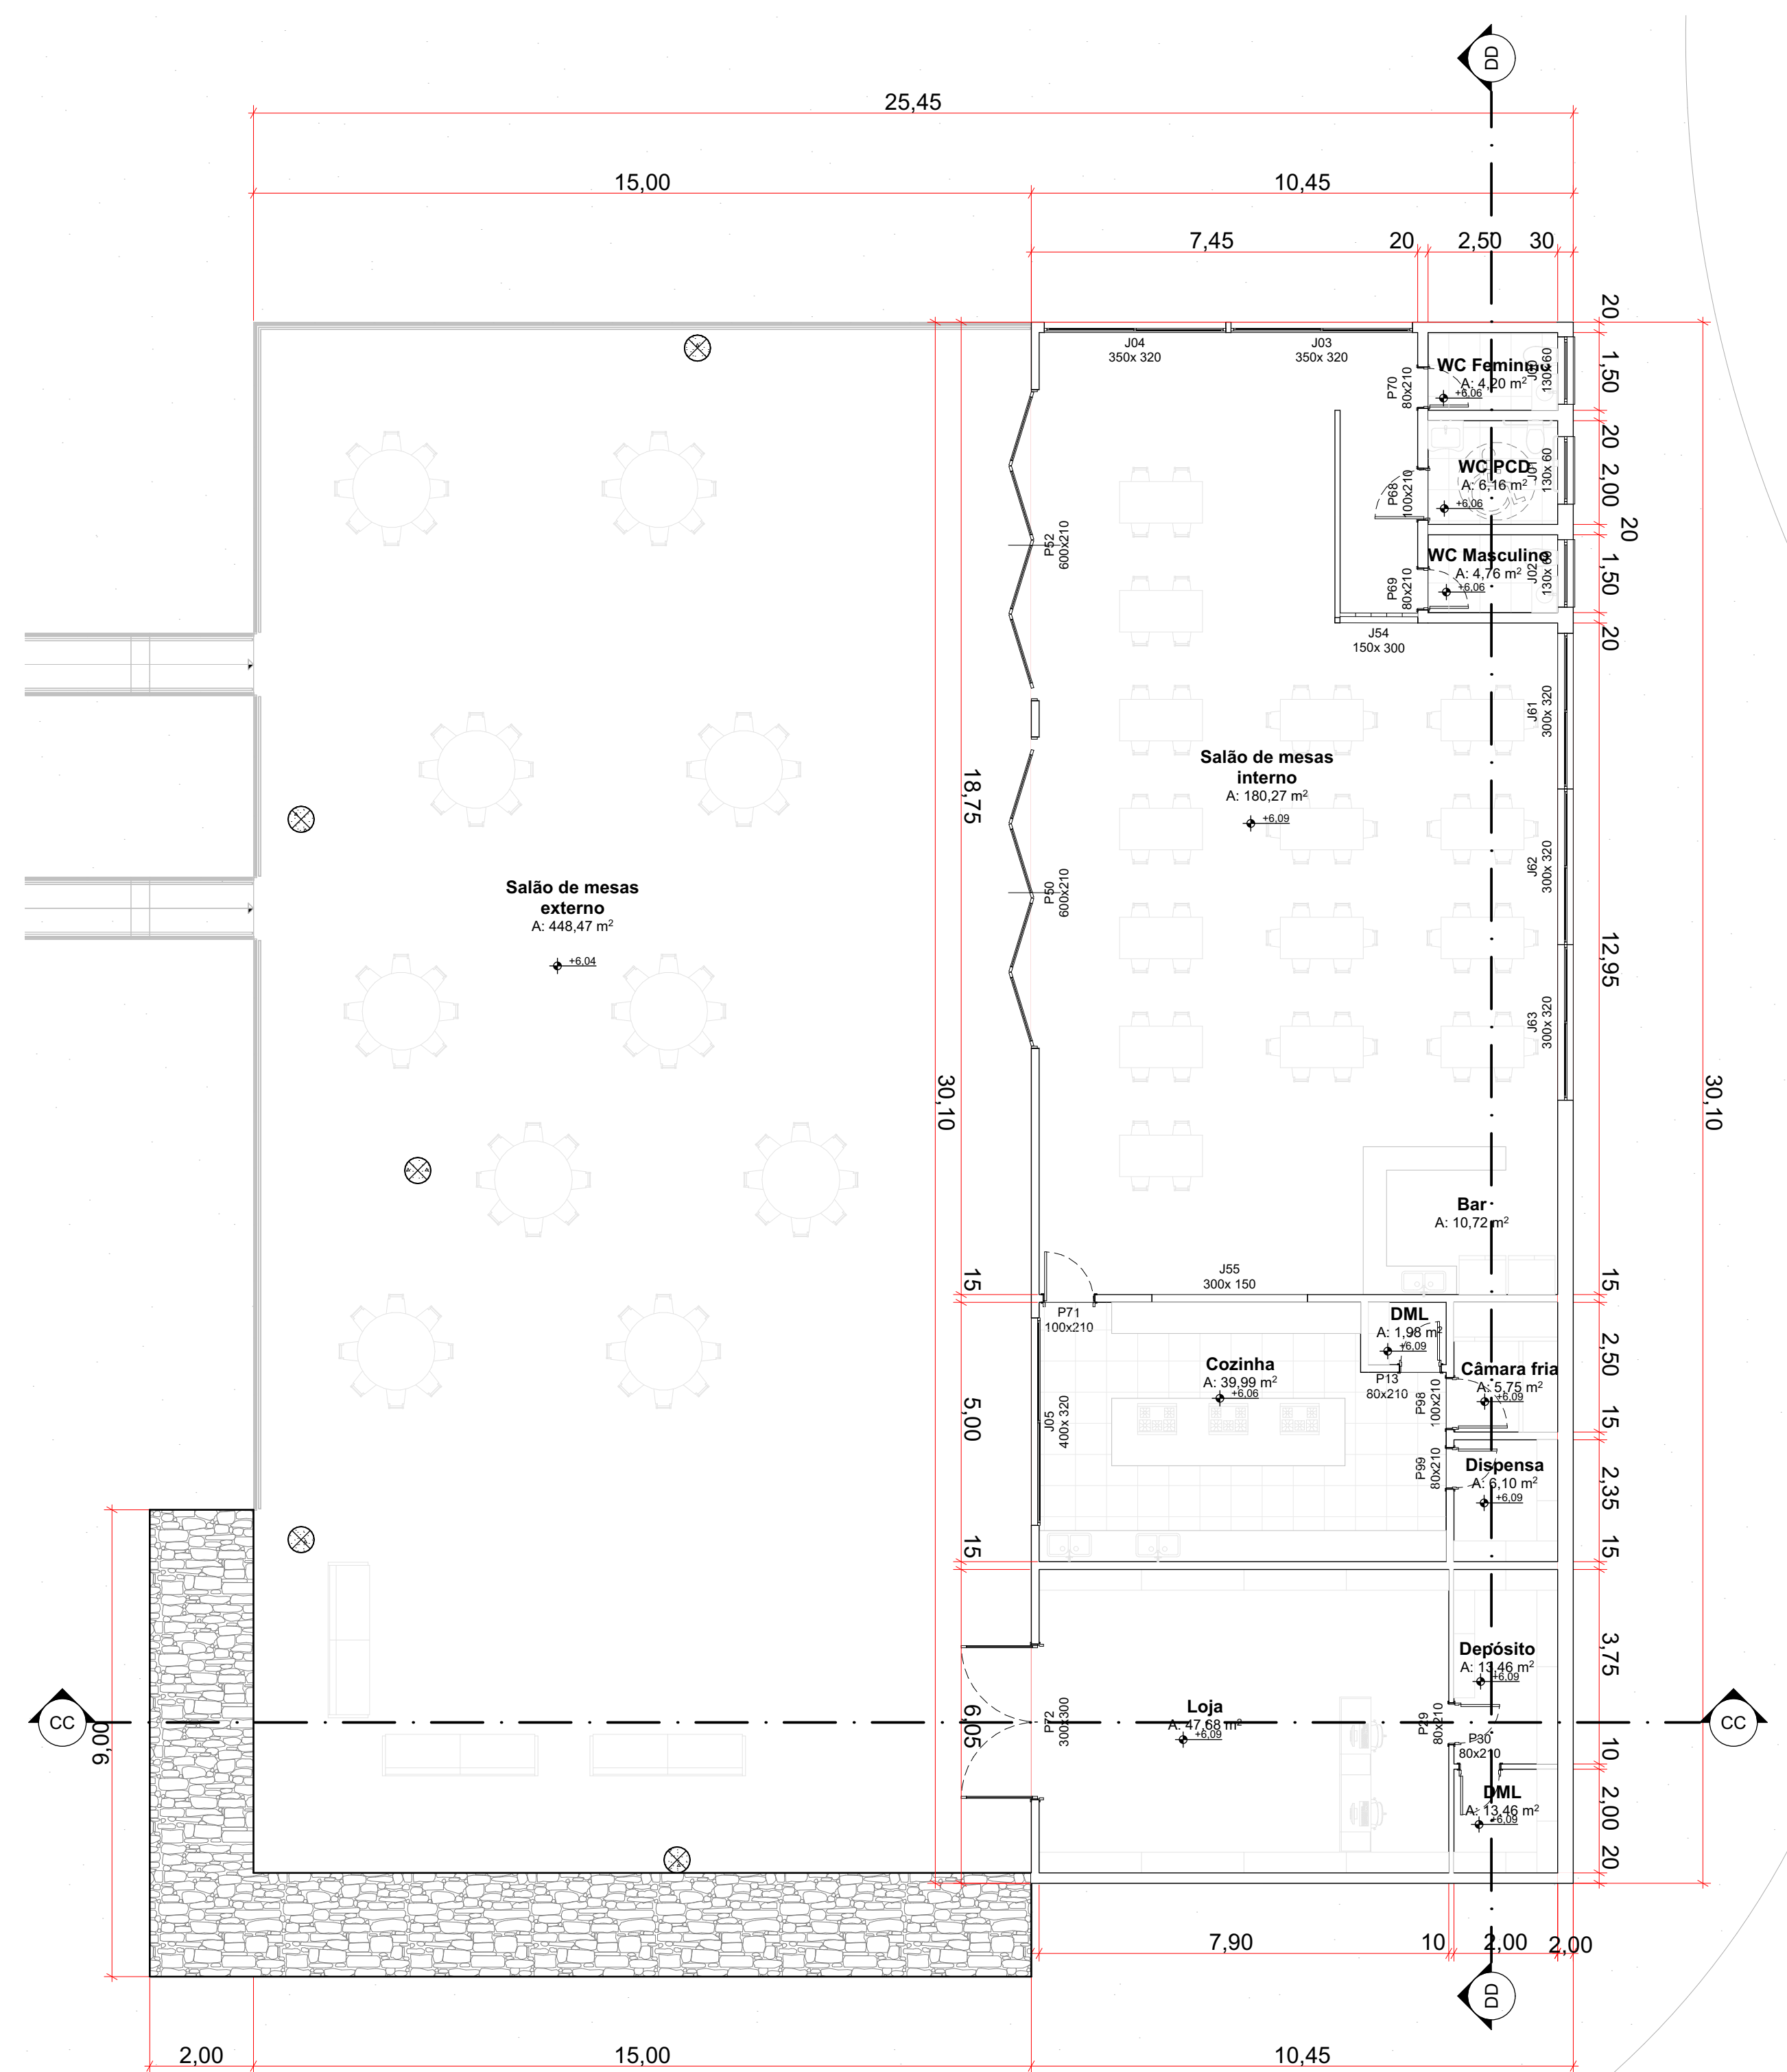 DD
25,45
15,00
10,45
7,45
20
2,50
30
20
J04
350x 320
J03
350x 320
P70
80x210
WC Feminino
A: 4,20 m²
+6,06
130x 60
1,50
20
P68
100x210
WC PCD
A: 6,16 m²
+6,06
J01
130x 60
2,00
20
P52
600x210
P69
80x210
WC Masculino
A: 4,76 m²
+6,06
J02
130x 60
1,50
20
J54
150x 300
J61
300x 320
Salão de mesas
interno
A: 180,27 m²
+6,09
18,75
J62
300x 320
P50
600x210
Salão de mesas
externo
A: 448,47 m²
+6,04
12,95
J63
300x 320
30,10
30,10
Bar
A: 10,72 m²
15
J55
300x 150
15
P71
100x210
DML
A: 1,98 m²
+6,09
P13
80x210
Cozinha
A: 39,99 m²
+6,06
Câmara fria
A: 5,75 m²
+6,09
2,50
P98
100x210
J05
400x 320
5,00
15
P99
80x210
Dispensa
A: 6,10 m²
+6,09
2,35
15
15
Depósito
A: 13,46 m²
+6,09
3,75
Loja
A: 47,68 m²
+6,09
CC
9,00
6,05
P72
300x300
P29
80x210
P30
80x210
10
CC
DML
A: 13,46 m²
+6,09
2,00
20
7,90
10
2,00
2,00
DD
2,00
15,00
10,45